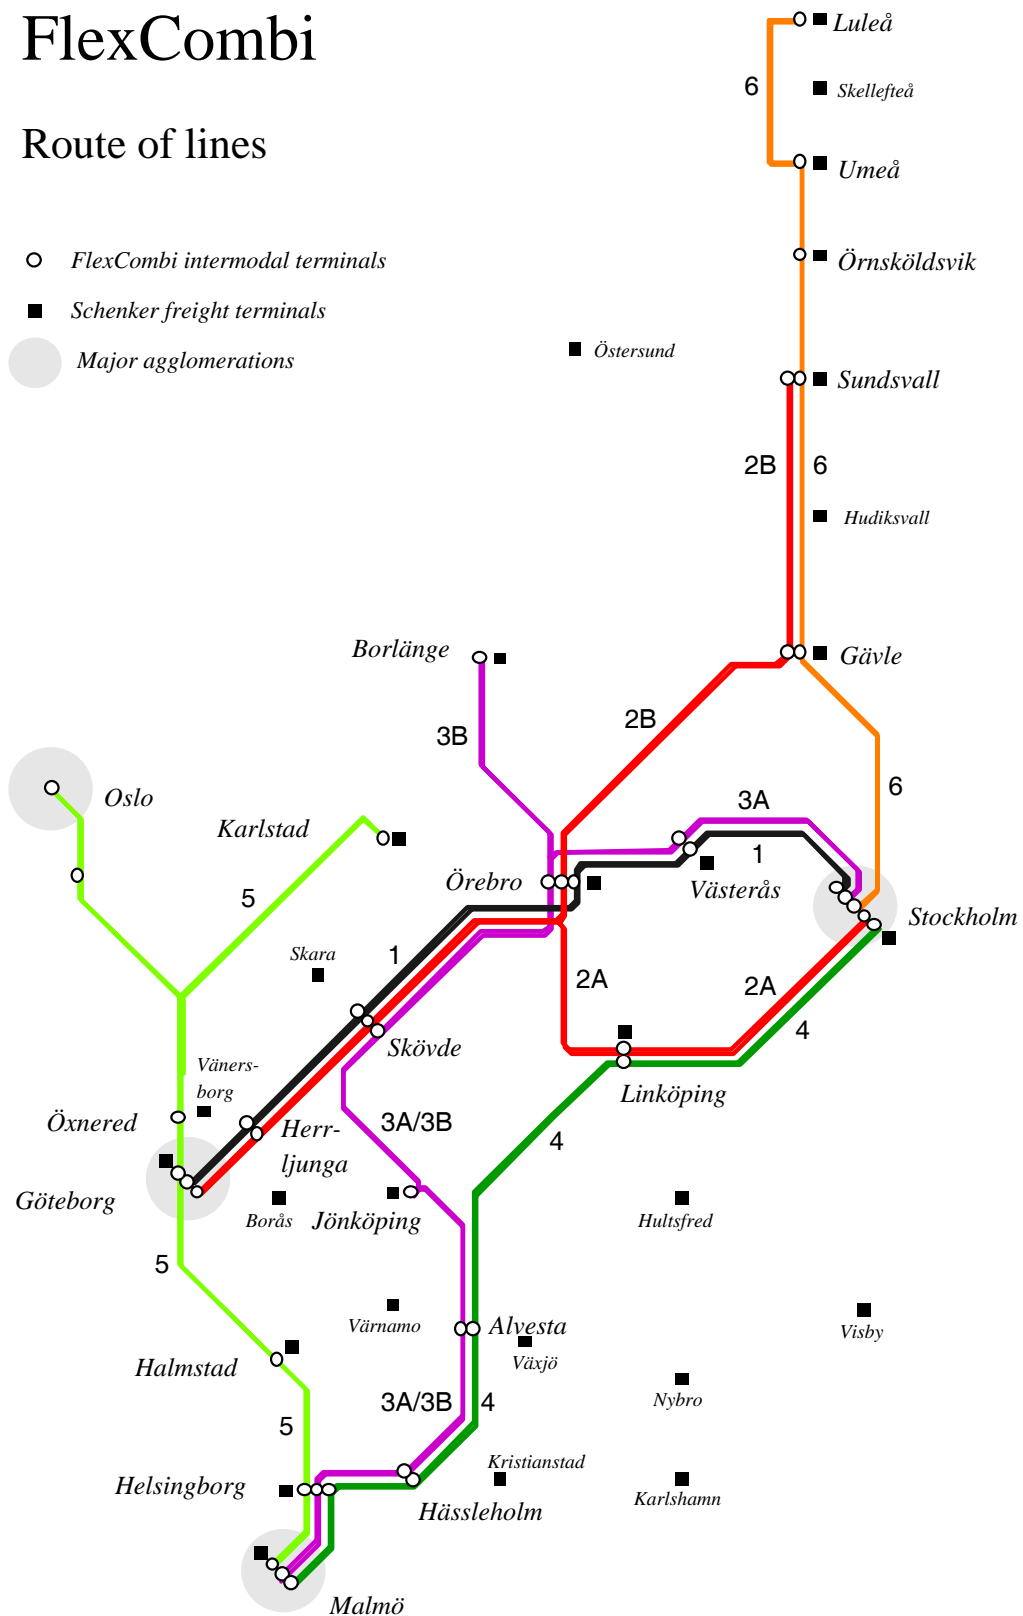 FlexCombi
Route of lines
FlexCombi intermodal terminals
Schenker freight terminals
Major agglomerations
Luleå
6
Skellefteå
Umeå
Örnsköldsvik
Östersund
Sundsvall
2B
6
Hudiksvall
Borlänge
Gävle
2B
3B
6
Oslo
3A
Karlstad
1
Örebro
Västerås
5
Stockholm
Skara
1
2A
2A
4
Skövde
Väners-
borg
Linköping
Öxnered
3A/3B
Herr-
ljunga
4
Göteborg
Borås
Jönköping
Hultsfred
5
Värnamo
Alvesta
Visby
Växjö
Halmstad
3A/3B
4
Nybro
5
Kristianstad
Helsingborg
Hässleholm
Karlshamn
Malmö